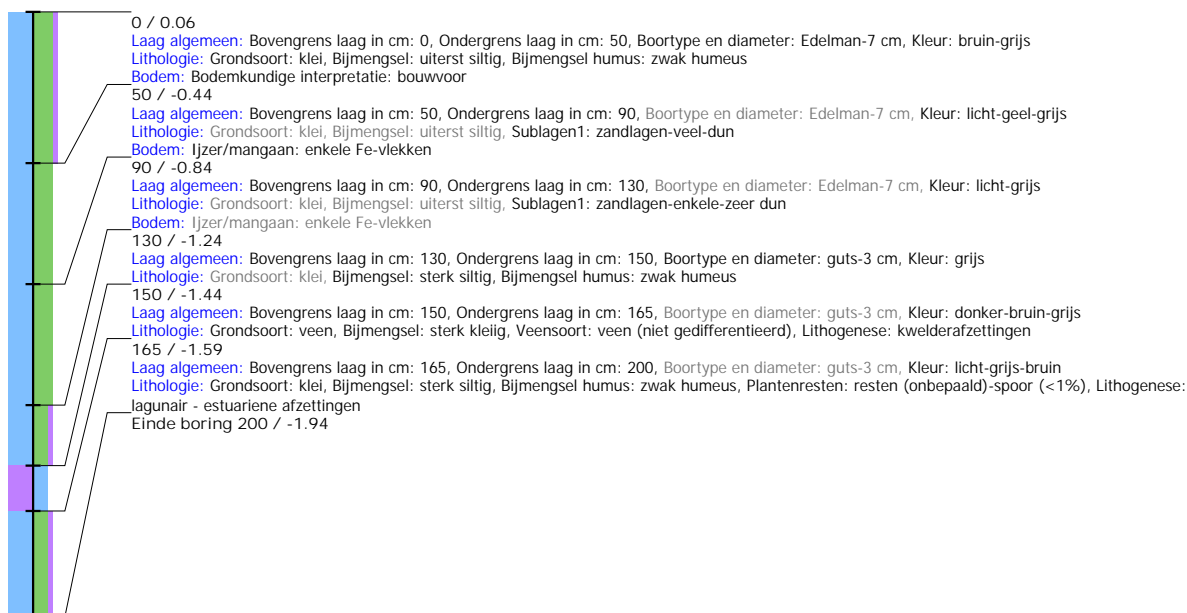 0 / 0.06
Laag algemeen: Bovengrens laag in cm: 0, Ondergrens laag in cm: 50, Boortype en diameter: Edelman-7 cm, Kleur: bruin-grijs
Lithologie: Grondsoort: klei, Bijmengsel: uiterst siltig, Bijmengsel humus: zwak humeus
Bodem: Bodemkundige interpretatie: bouwvoor
50 / -0.44
Laag algemeen: Bovengrens laag in cm: 50, Ondergrens laag in cm: 90, Boortype en diameter: Edelman-7 cm, Kleur: licht-geel-grijs
Lithologie: Grondsoort: klei, Bijmengsel: uiterst siltig, Sublagen1: zandlagen-veel-dun
Bodem: Ijzer/mangaan: enkele Fe-vlekken
90 / -0.84
Laag algemeen: Bovengrens laag in cm: 90, Ondergrens laag in cm: 130, Boortype en diameter: Edelman-7 cm, Kleur: licht-grijs
Lithologie: Grondsoort: klei, Bijmengsel: uiterst siltig, Sublagen1: zandlagen-enkele-zeer dun
Bodem: Ijzer/mangaan: enkele Fe-vlekken
130 / -1.24
Laag algemeen: Bovengrens laag in cm: 130, Ondergrens laag in cm: 150, Boortype en diameter: guts-3 cm, Kleur: grijs
Lithologie: Grondsoort: klei, Bijmengsel: sterk siltig, Bijmengsel humus: zwak humeus
150 / -1.44
Laag algemeen: Bovengrens laag in cm: 150, Ondergrens laag in cm: 165, Boortype en diameter: guts-3 cm, Kleur: donker-bruin-grijs
Lithologie: Grondsoort: veen, Bijmengsel: sterk kleiig, Veensoort: veen (niet gedifferentieerd), Lithogenese: kwelderafzettingen
165 / -1.59
Laag algemeen: Bovengrens laag in cm: 165, Ondergrens laag in cm: 200, Boortype en diameter: guts-3 cm, Kleur: licht-grijs-bruin
Lithologie: Grondsoort: klei, Bijmengsel: sterk siltig, Bijmengsel humus: zwak humeus, Plantenresten: resten (onbepaald)-spoor (<1%), Lithogenese:
lagunair - estuariene afzettingen
Einde boring 200 / -1.94